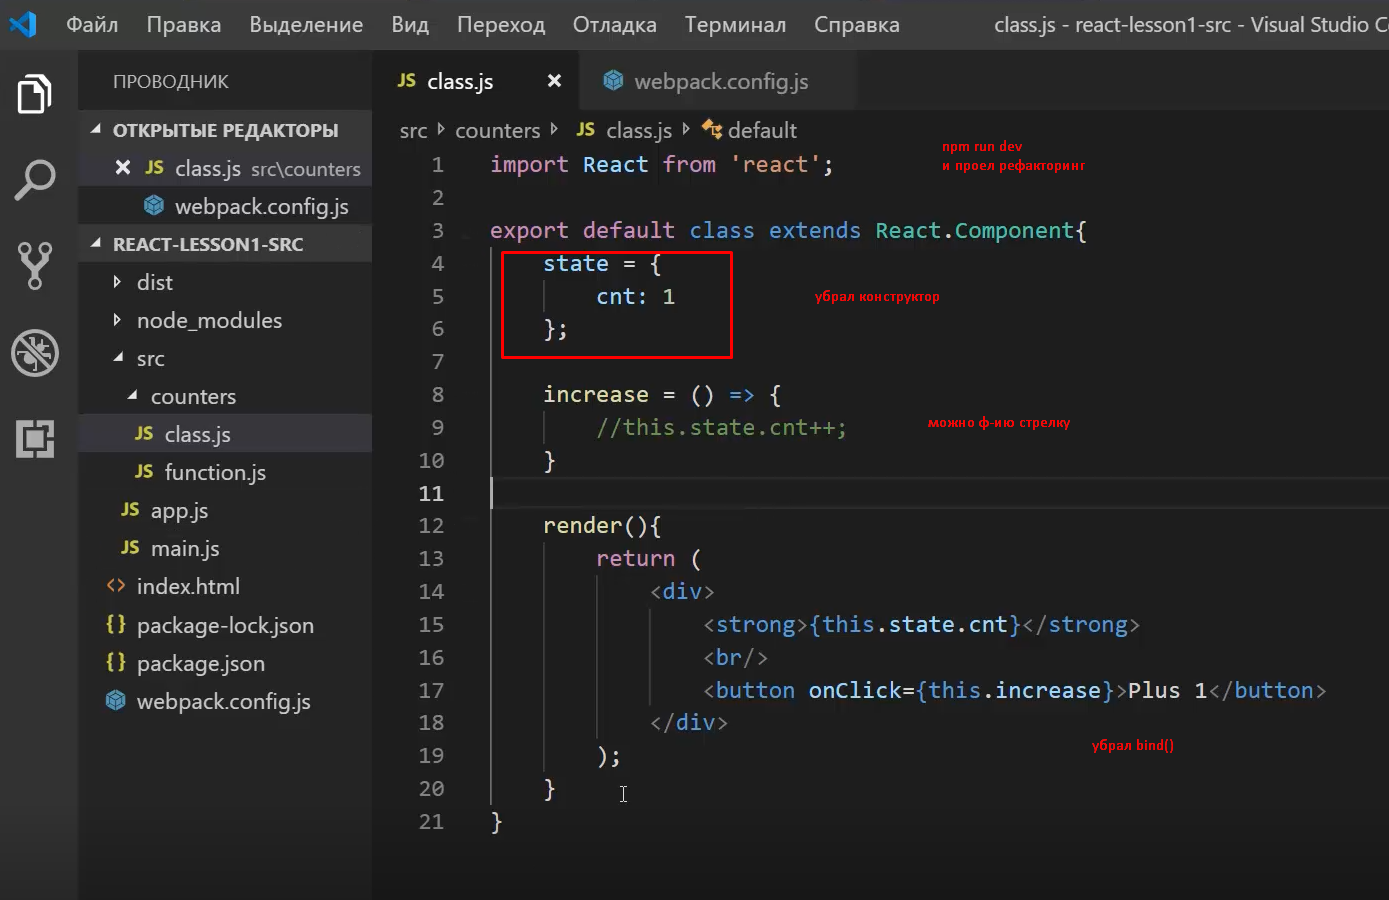 Файл Правка Выделение Вид Переход Отладка Терминал Справка class.js - react-lesson1-src - Visual Studio Co
ПРОВОДНИК
ОТКРЫТЫЕ РЕДАКТОРЫ
JS class.js src\counters
webpack.config.js
REACT-LESSON1-SRC
dist
node_modules
src
counters
JS class.js
JS function.js
JS app.js
JS main.js
<> index.html
{} package-lock.json
{} package.json
webpack.config.js
JS class.js webpack.config.js
src counters JS class.js default
npm run dev
и проел рефакторинг
1 import React from 'react';
2
3 export default class extends React.Component{
4 state = {
5 cnt: 1
убрал конструктор
6 };
7
8 increase = () => {
9 //this.state.cnt++;
можно ф-ию стрелку
10 }
11
12 render(){
13 return (
14 <div>
15 <strong>{this.state.cnt}</strong>
16 <br/>
17 <button onClick={this.increase}>Plus 1</button>
18 </div>
убрал bind()
19 );
20 }
21 }